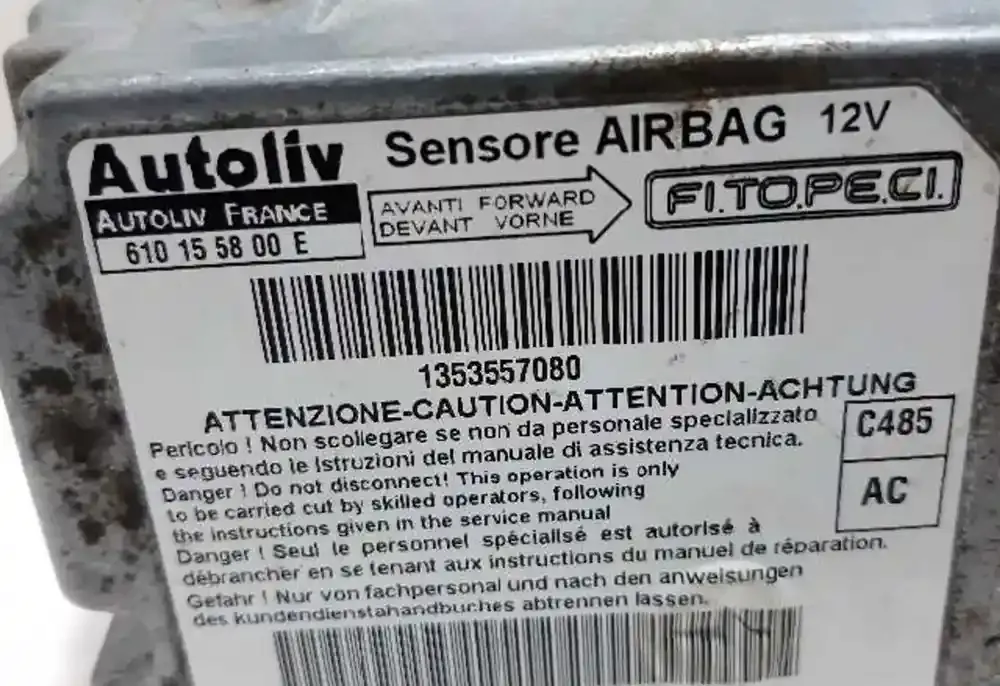 Autoliv Sensore AIRBAG 12V
AUTOLIV FRANCE
610 15 58 00 E
AVANTI FORWARD
DEVANT VORNE
FI.TO.PE.CI.
1353557080
ATTENZIONE-CAUTION-ATTENTION-ACHTUNG
Pericolo ! Non scollegare se non da personale specializzato
e seguendo le istruzioni del manuale di assistenza tecnica.
Danger ! Do not disconnect! This operation is only
to be carried cut by skilled operators, following
the instructions given in the service manual
Danger ! Seul le personnel spécialisé est autorisé à
débrancher en se tenant aux instructions du manuel de réparation.
Gefahr ! Nur von fachpersonal und nach den anweisungen
des kundendienstahandbuches abtrennen lassen.
C485
AC